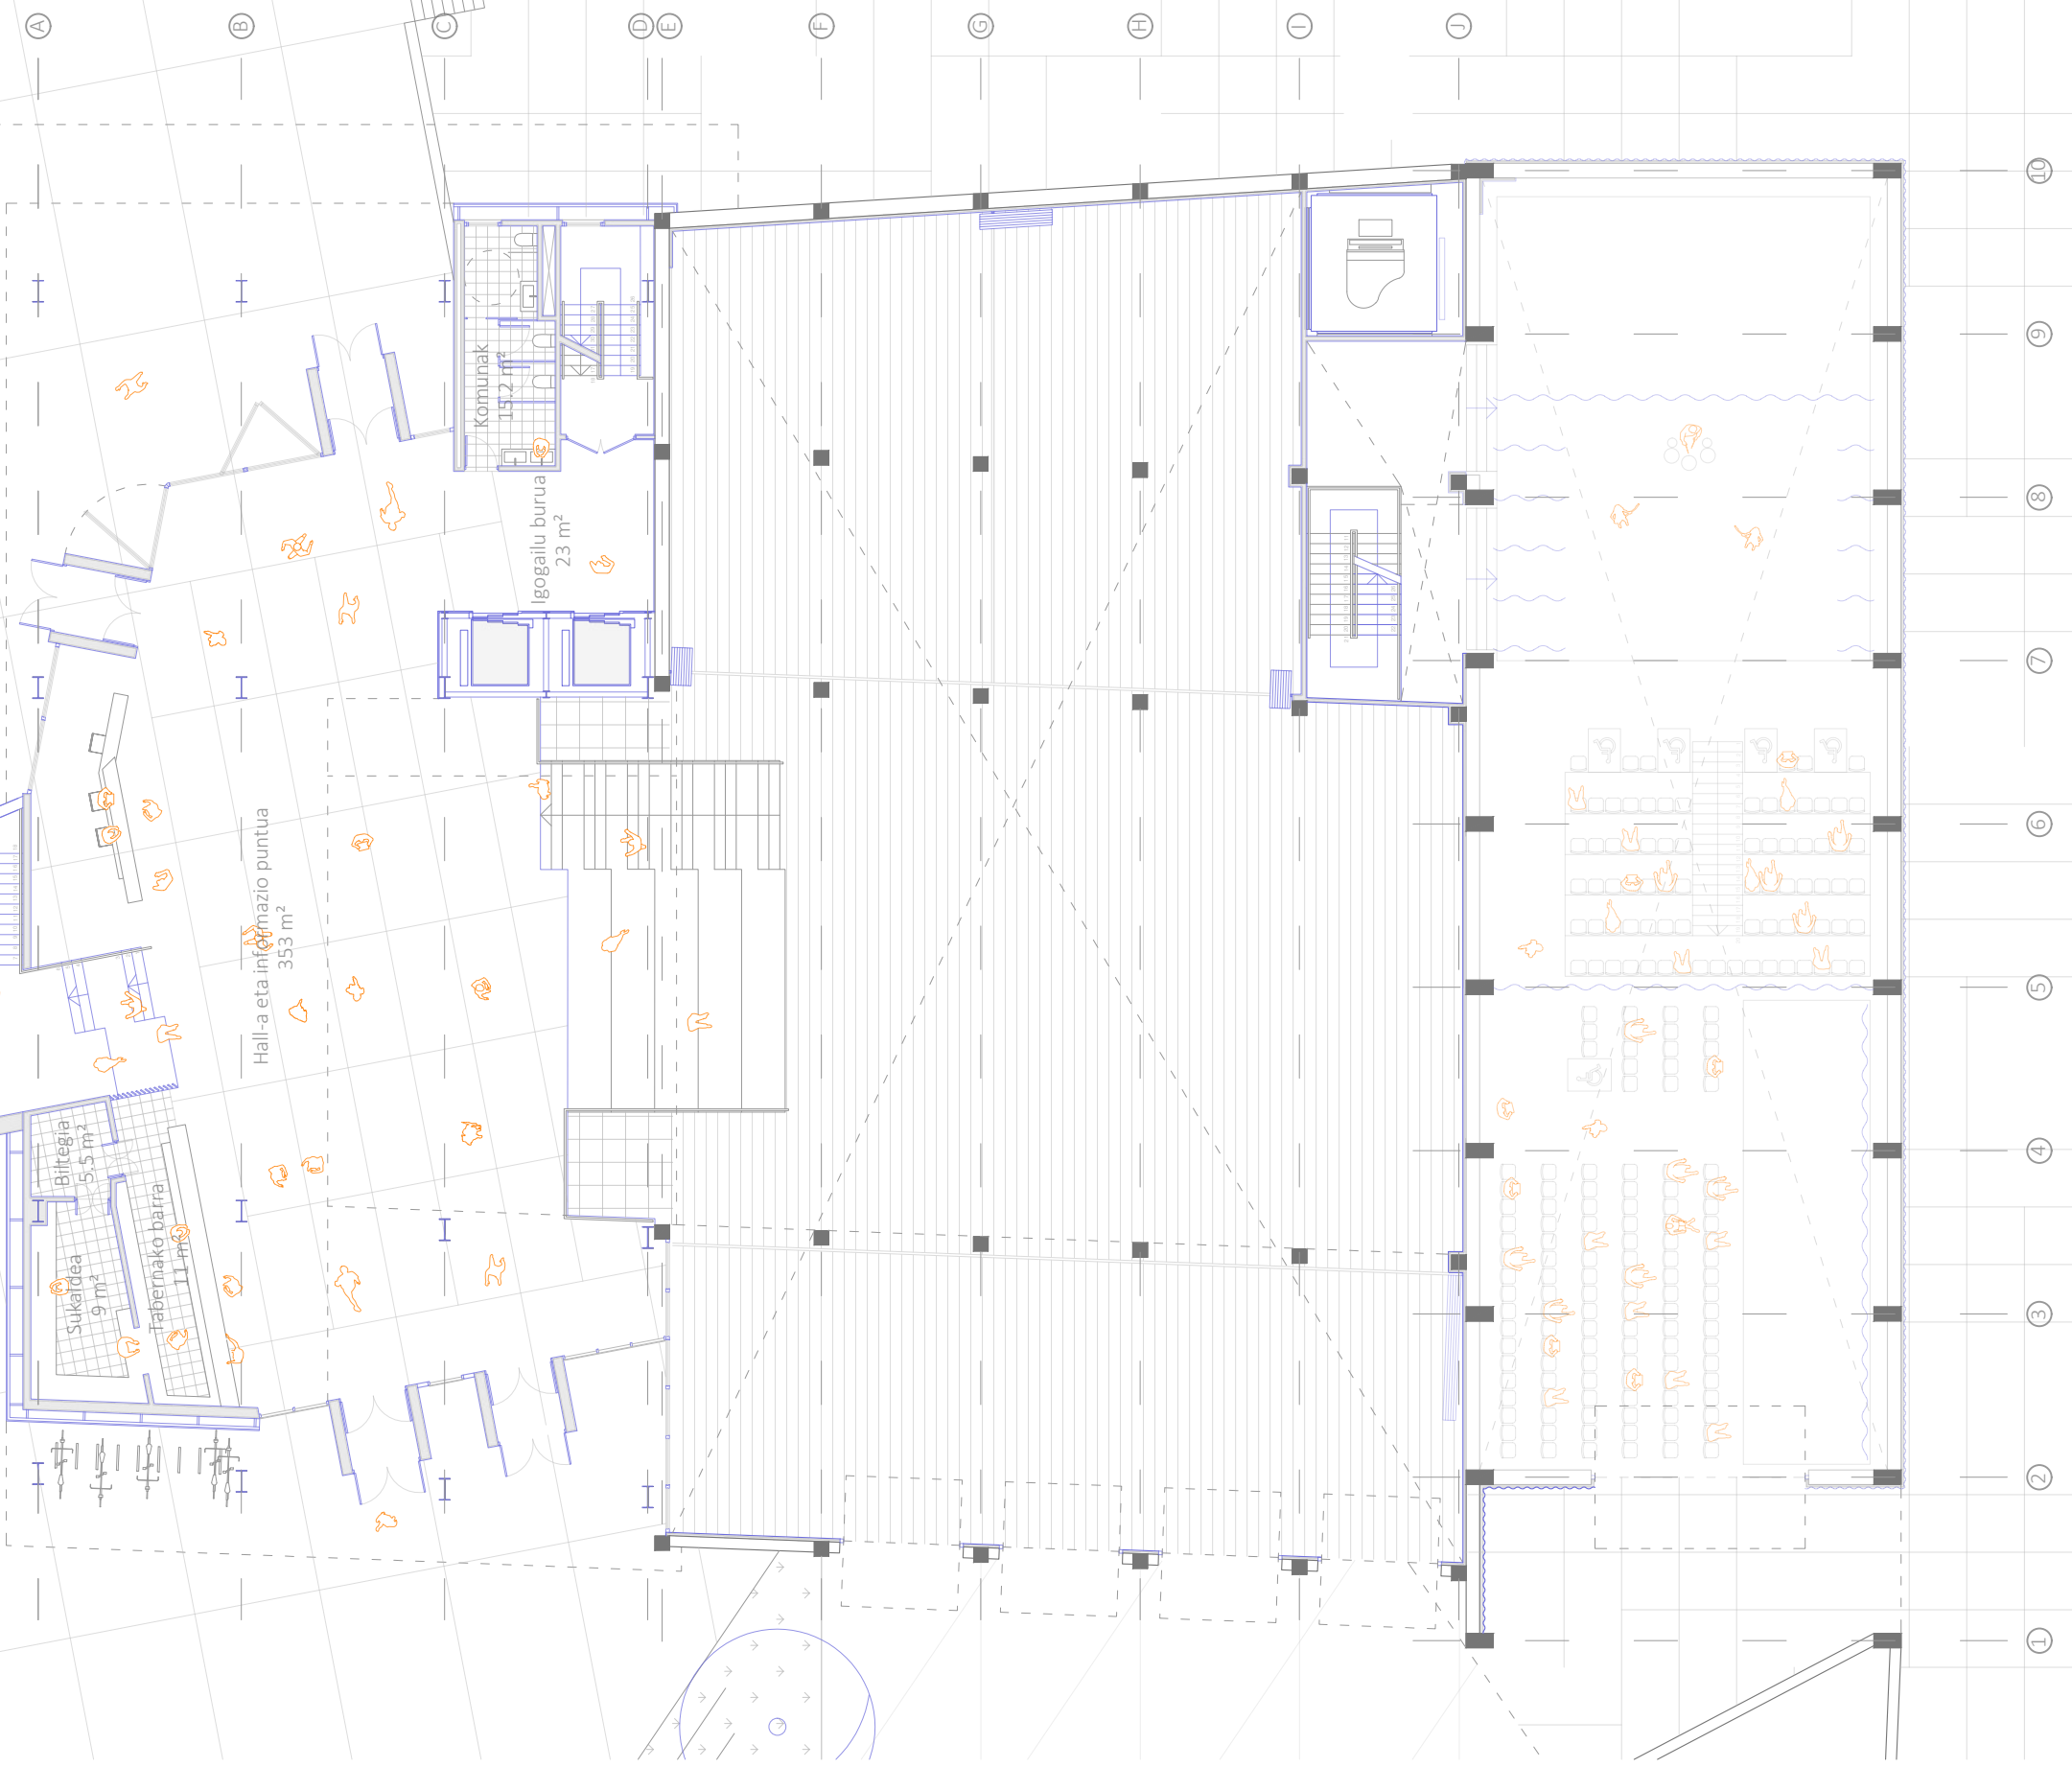 A
B
C
D
E
F
G
H
I
J
10
9
8
7
6
5
4
3
2
1
Komunak
15.2 m²
Igogailu burua
23 m²
Hall-a eta informazio puntua
353 m²
Biltegia
5.5 m²
Sukaldea
9 m²
Tabernako barra
11 m²